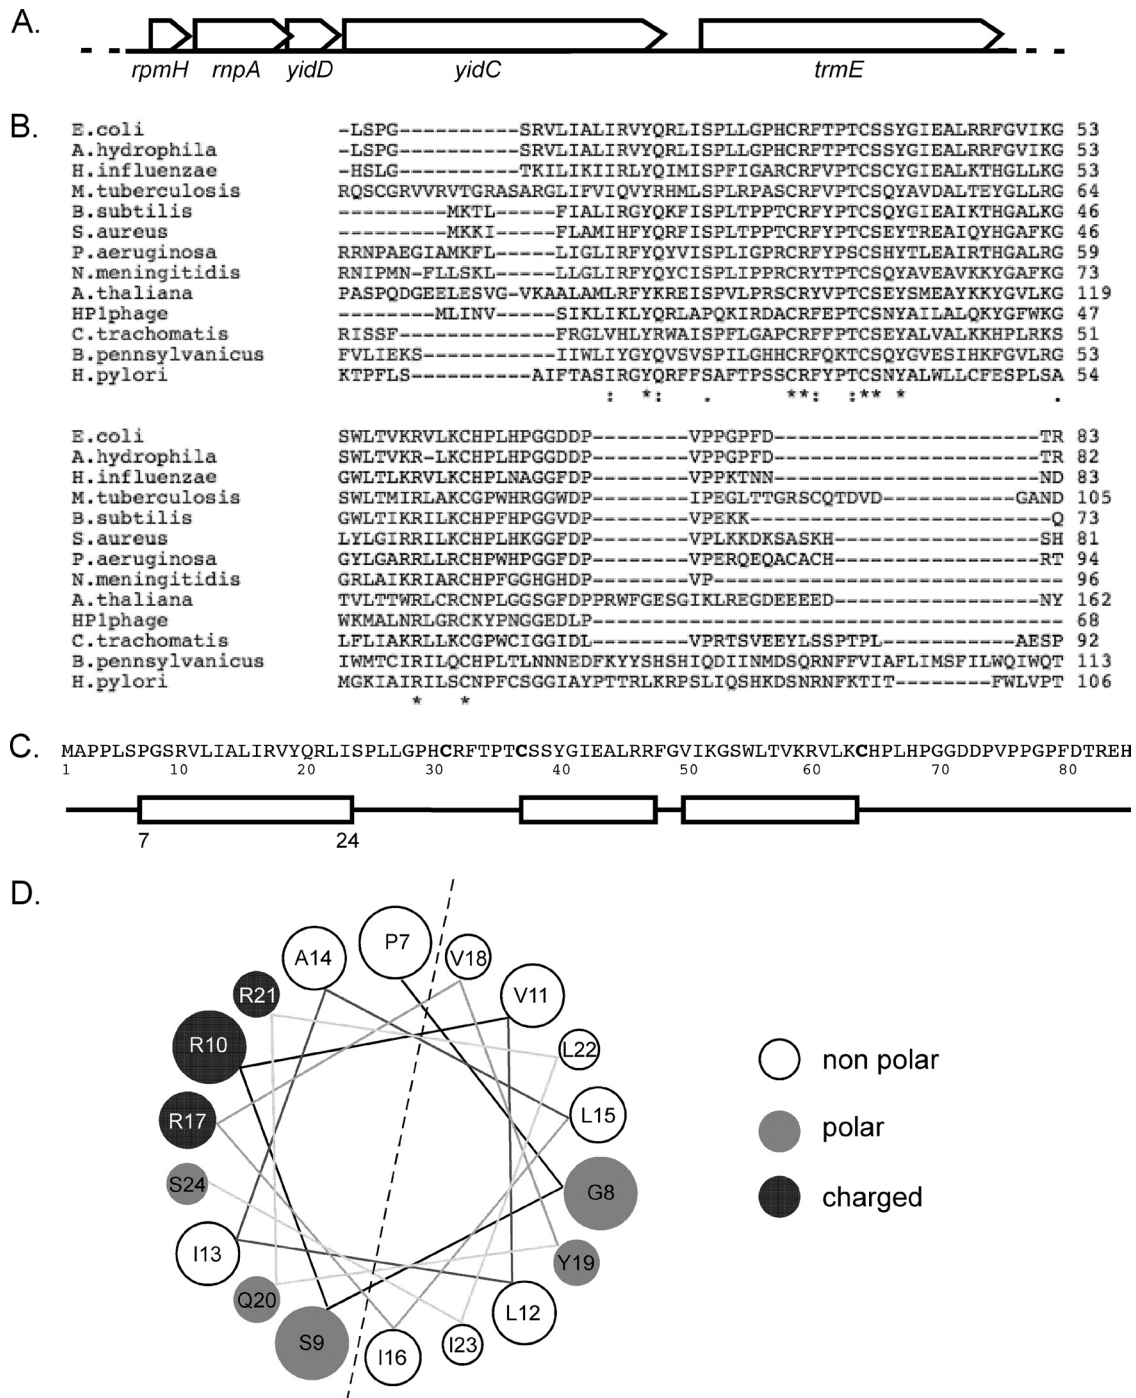 A.
rpmH rnpA yidD yidC trmE
B.
E.coli -LSPG----------SRVLIALIRVYQRLISPLLGPHCRFTPTCSSYGIEALRRFGVIKG 53
A.hydrophila -LSPG----------SRVLIALIRVYQRLISPLLGPHCRFTPTCSSYGIEALRRFGVIKG 53
H.influenzae -HSLG----------TKILIKIIRLYQIMISPFIGARCRFVPTCSCYGIEALKTHGLLKG 53
M.tuberculosis RQSCGRVVRVTGRASARGLIFVIQVYRHMLSPLRPASCRFVPTCSQYAVDALTEYGLLRG 64
B.subtilis ---------MKTL-----FIALIRGYQKFISPLTPPTCRFYPTCSQYGIEAIKTHGALKG 46
S.aureus ---------MKKI-----FLAMIHFYQRFISPLTPPTCRFYPTCSEYTREAIQYHGAFKG 46
P.aeruginosa RRNPAEGIAMKFL-----LIGLIRFYQYVISPLIGPRCRFYPSCSHYTLEAIRTHGALRG 59
N.meningitidis RNIPMN-FLLSKL-----LLGLIRFYQYCISPLIPPRCRYTPTCSQYAVEAVKKYGAFKG 73
A.thaliana PASPQDGEELESVG-VKAALAMLRFYKREISPVLPRSCRYVPTCSEYSMEAYKKYGVLKG 119
HP1phage --------MLINV-----SIKLIKLYQRLAPQKIRDACRFEPTCSNYAILALQKYGFWKG 47
C.trachomatis RISSF-----------FRGLVHLYRWAISPFLGAPCRFFPTCSEYALVALKKHPLRKS 51
B.pennsylvanicus FVLIEKS-----------IIWLIYGYQVSVSPILGHHCRFQKTCSQYGVESIHKFGVLRG 53
H.pylori KTPFLS----------AIFTASIRGYQRFFSAFTPSSCRFYPTCSNYALWLLCFESPLSA 54
: *: . **: :** * .
E.coli SWLTVKRVLKCHPLHPGGDDP--------VPPGPFD----------------------TR 83
A.hydrophila SWLTVKR-LKCHPLHPGGDDP--------VPPGPFD----------------------TR 82
H.influenzae GWLTLKRVLKCHPLNAGGFDP--------VPPKTNN----------------------ND 83
M.tuberculosis SWLTMIRLAKCGPWHRGGWDP--------IPEGLTTGRSCQTDVD-----------GAND 105
B.subtilis GWLTIKRILKCHPFHPGGVDP--------VPEKK--------------------------Q 73
S.aureus LYLGIRRILKCHPLHKGGFDP--------VPLKKDKSASKH-----------------SH 81
P.aeruginosa GYLGARRLLRCHPWHPGGFDP--------VPERQEQACACH-----------------RT 94
N.meningitidis GRLAIKRIARCHPFGGHGHDP--------VP----------------------------- 96
A.thaliana TVLTTWRLCRCNPLGGSGFDPPRWFGESGIKLREGDEEEED-----------------NY 162
HP1phage WKMALNRLGRCKYPNGGEDLP--------------------------------------- 68
C.trachomatis LFLIAKRLLKCGPWCIGGIDL--------VPRTSVEEYLSSPTPL-----------AESP 92
B.pennsylvanicus IWMTCIRILQCHPLTLNNNEDFKYYSHSHIQDIINMDSQRNFFVIAFLIMSFILWQIWQT 113
H.pylori MGKIAIRILSCNPFCSGGIAYPTTRLKRPSLIQSHKDSNRNFKTIT--------FWLVPT 106
* *
C.
MAPPLSPGSRVLIALIRVYQRLISPLLGPHCRFTPTCSSYGIEALRRFGVIKGSWLTVKRVLKCHPLHPGGDDPVPPGPFDTREH
1 10 20 30 40 50 60 70 80
7 24
D.
P7
A14 V18
V11
R21
R10 L22
R17 L15
S24 G8
I13 Y19
Q20 L12
S9 I16 I23
non polar
polar
charged